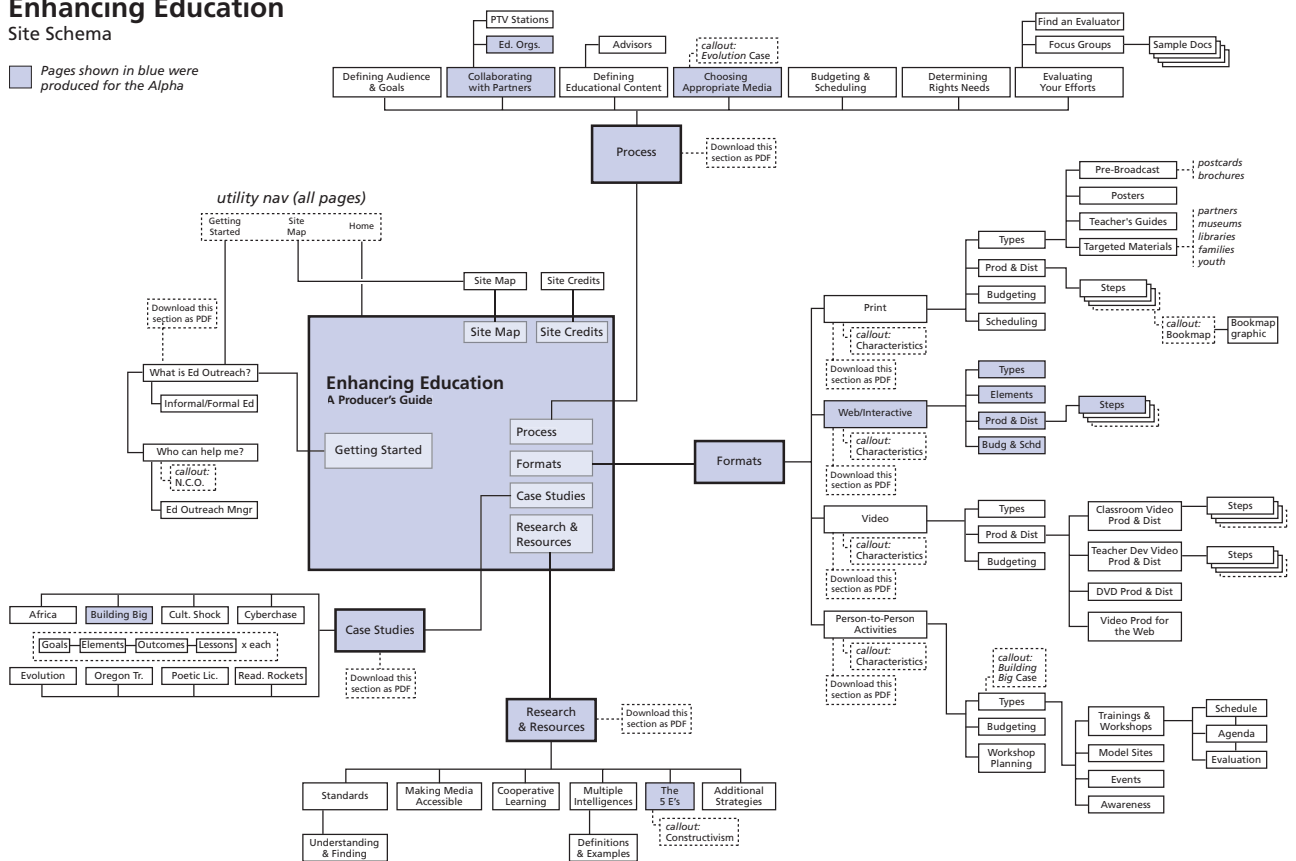 Enhancing Education
Site Schema
Pages shown in blue were
produced for the Alpha
PTV Stations
Ed. Orgs.
Advisors
callout:
Evolution Case
Find an Evaluator
Focus Groups
Sample Docs
Defining Audience
& Goals
Collaborating
with Partners
Defining
Educational Content
Choosing
Appropriate Media
Budgeting &
Scheduling
Determining
Rights Needs
Evaluating
Your Efforts
Process
Download this
section as PDF
utility nav (all pages)
Getting
Started
Site
Map
Home
Site Map
Site Credits
Download this
section as PDF
What is Ed Outreach?
Informal/Formal Ed
Who can help me?
callout:
N.C.O.
Ed Outreach Mngr
Site Map
Site Credits
Enhancing Education
A Producer's Guide
Getting Started
Process
Formats
Case Studies
Research &
Resources
Formats
Print
callout:
Characteristics
Download this
section as PDF
Types
Prod & Dist
Budgeting
Scheduling
Pre-Broadcast
Posters
Teacher's Guides
Targeted Materials
postcards
brochures
partners
museums
libraries
families
youth
Steps
callout:
Bookmap
Bookmap
graphic
Web/Interactive
callout:
Characteristics
Download this
section as PDF
Types
Elements
Prod & Dist
Budg & Schd
Steps
Video
callout:
Characteristics
Download this
section as PDF
Types
Prod & Dist
Budgeting
Classroom Video
Prod & Dist
Steps
Teacher Dev Video
Prod & Dist
Steps
DVD Prod & Dist
Video Prod for
the Web
Person-to-Person
Activities
callout:
Characteristics
Download this
section as PDF
callout:
Building
Big Case
Types
Budgeting
Workshop
Planning
Trainings &
Workshops
Model Sites
Events
Awareness
Schedule
Agenda
Evaluation
Africa
Building Big
Cult. Shock
Cyberchase
Goals
Elements
Outcomes
Lessons
x each
Evolution
Oregon Tr.
Poetic Lic.
Read. Rockets
Case Studies
Download this
section as PDF
Research
& Resources
Download this
section as PDF
Standards
Making Media
Accessible
Cooperative
Learning
Multiple
Intelligences
The
5 E's
Additional
Strategies
Understanding
& Finding
Definitions
& Examples
callout:
Constructivism